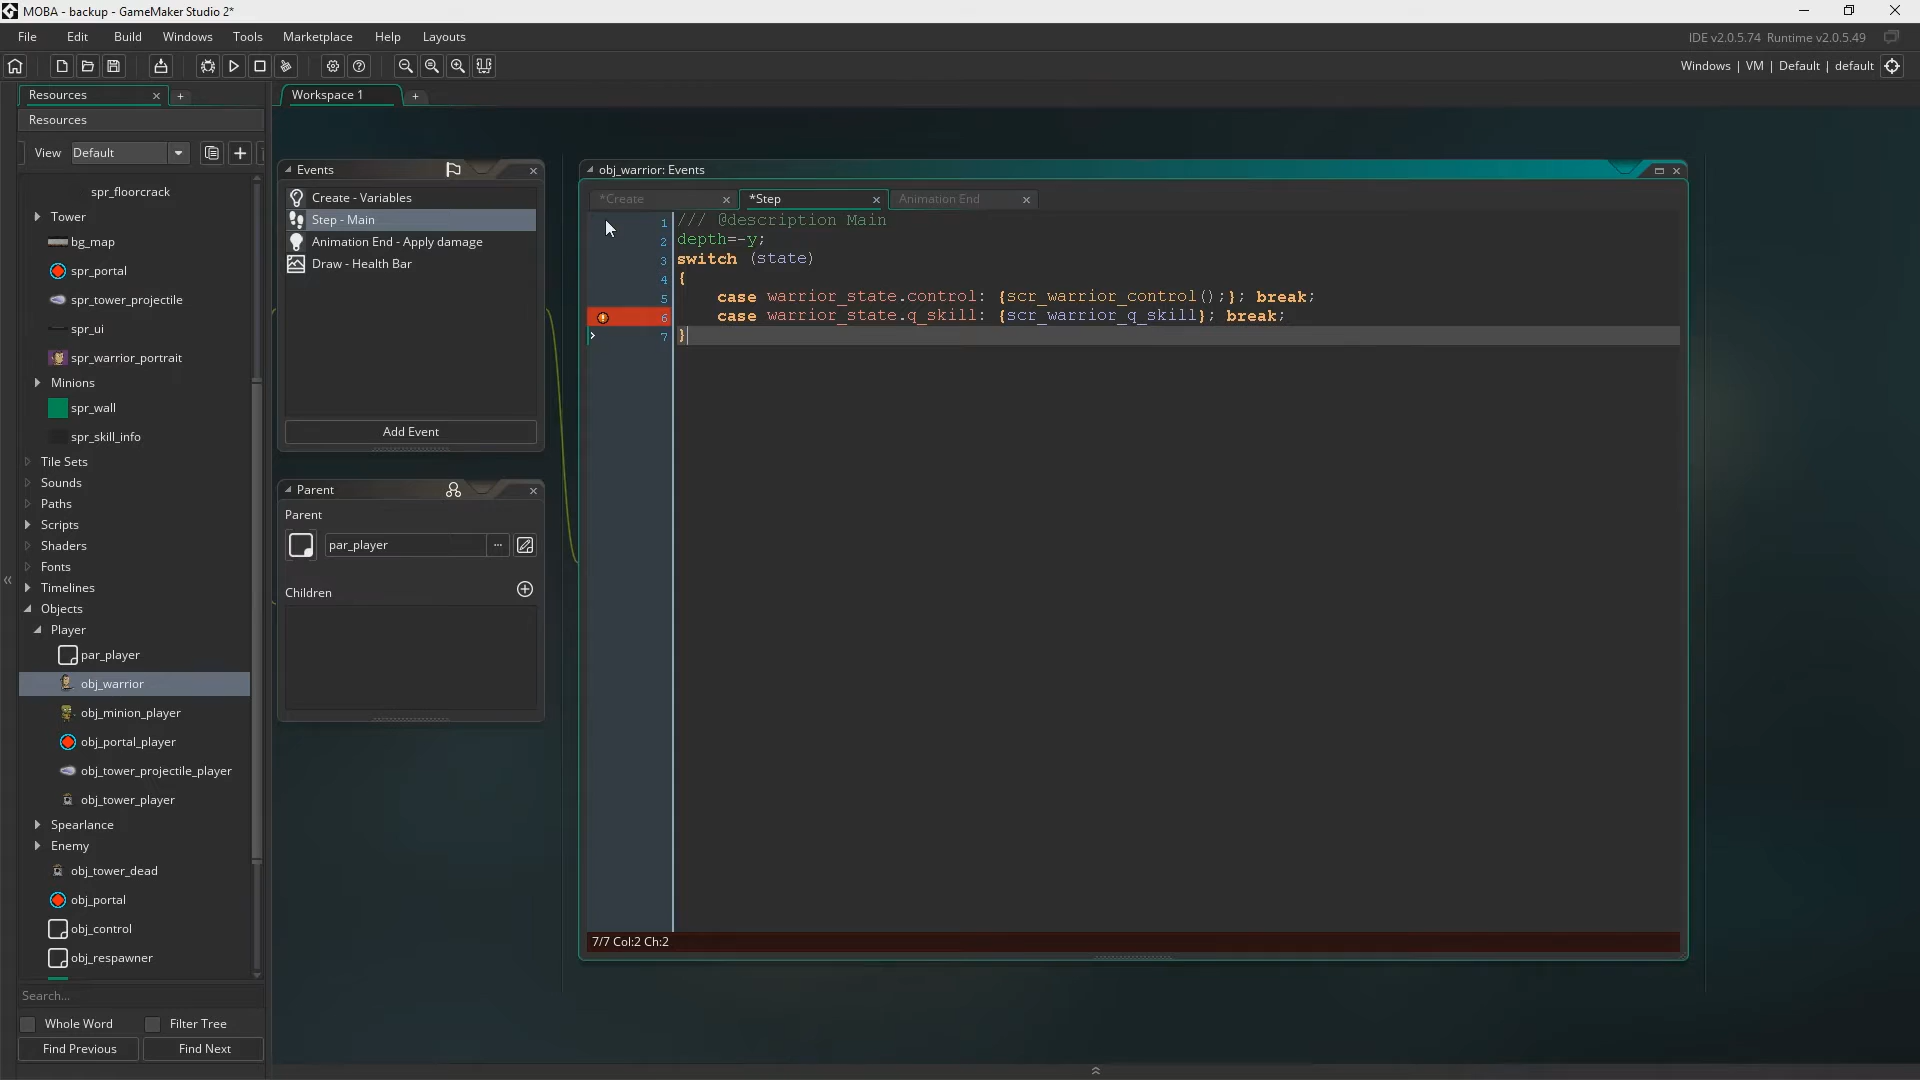 MOBA - backup - GameMaker Studio 2*
File Edit Build Windows Tools Marketplace Help Layouts
IDE v2.0.5.74 Runtime v2.0.5.49
Windows | VM | Default | default
Resources
Resources
View Default
spr_floorcrack
Tower
bg_map
spr_portal
spr_tower_projectile
spr_ui
spr_warrior_portrait
Minions
spr_wall
spr_skill_info
Tile Sets
Sounds
Paths
Scripts
Shaders
Fonts
Timelines
Objects
Player
par_player
obj_warrior
obj_minion_player
obj_portal_player
obj_tower_projectile_player
obj_tower_player
Spearlance
Enemy
obj_tower_dead
obj_portal
obj_control
obj_respawner
Search...
Whole Word Filter Tree
Find Previous Find Next
Workspace 1
Events
Create - Variables
Step - Main
Animation End - Apply damage
Draw - Health Bar
Add Event
Parent
Parent
par_player
Children
obj_warrior: Events
*Create *Step Animation End
1 /// @description Main
2 depth=-y;
3 switch (state)
4 {
5 case warrior_state.control: {scr_warrior_control();}; break;
6 case warrior_state.q_skill: {scr_warrior_q_skill}; break;
7 }
7/7 Col:2 Ch:2